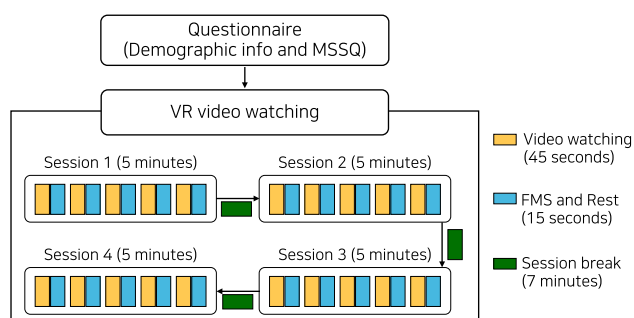 Questionnaire
(Demographic info and MSSQ)
VR video watching
Session 1 (5 minutes)
Session 2 (5 minutes)
Session 4 (5 minutes)
Session 3 (5 minutes)
Video watching
(45 seconds)
FMS and Rest
(15 seconds)
Session break
(7 minutes)